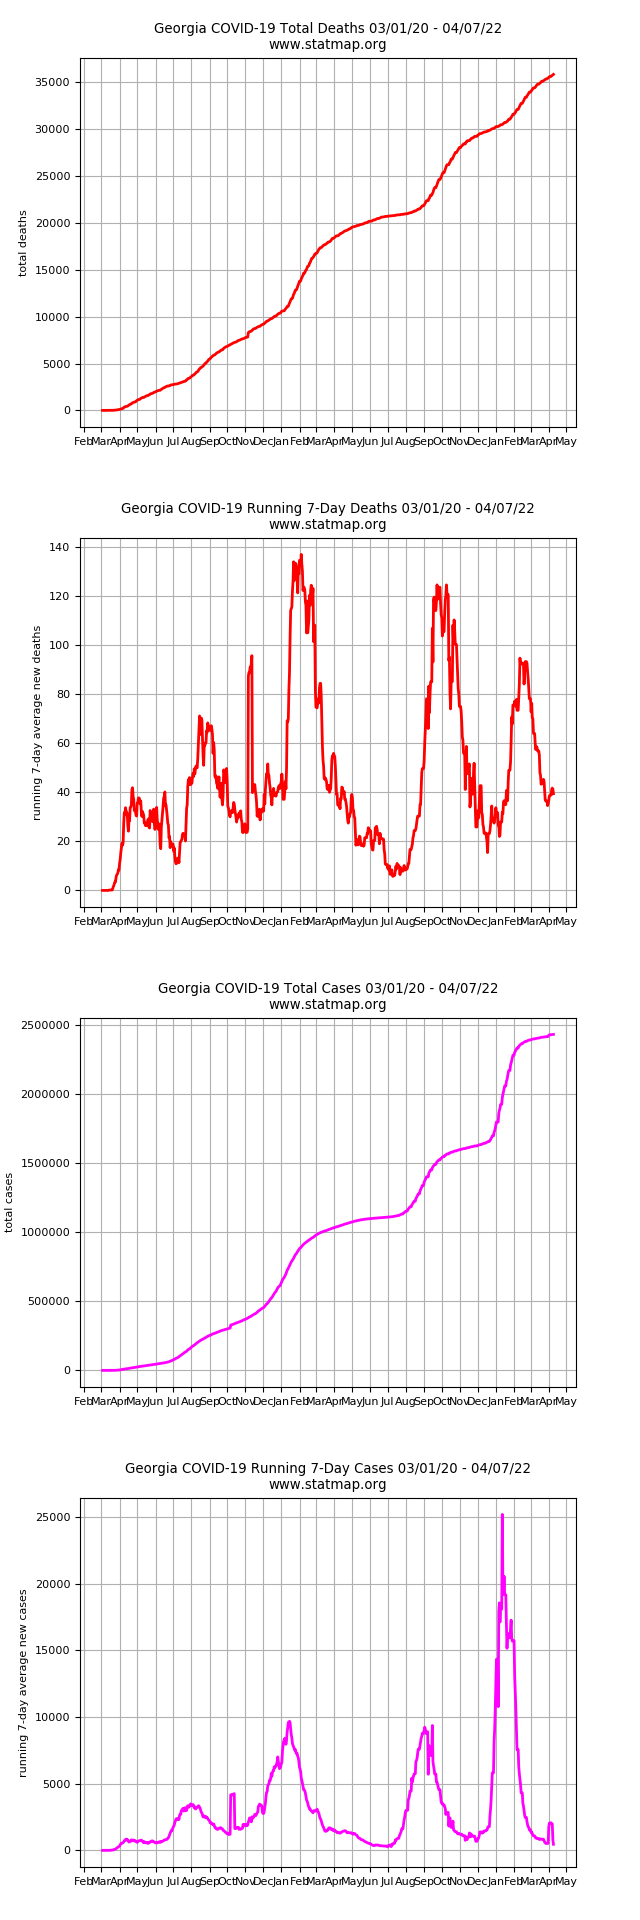 Georgia COVID-19 Total Deaths 03/01/20 - 04/07/22
www.statmap.org
35000
30000
25000
20000
15000
10000
5000
0
total deaths
Feb Mar Apr May Jun Jul Aug Sep Oct Nov Dec Jan Feb Mar Apr May Jun Jul Aug Sep Oct Nov Dec Jan Feb Mar Apr May
Georgia COVID-19 Running 7-Day Deaths 03/01/20 - 04/07/22
www.statmap.org
140
120
100
80
60
40
20
0
running 7-day average new deaths
Feb Mar Apr May Jun Jul Aug Sep Oct Nov Dec Jan Feb Mar Apr May Jun Jul Aug Sep Oct Nov Dec Jan Feb Mar Apr May
Georgia COVID-19 Total Cases 03/01/20 - 04/07/22
www.statmap.org
2500000
2000000
1500000
1000000
500000
0
total cases
Feb Mar Apr May Jun Jul Aug Sep Oct Nov Dec Jan Feb Mar Apr May Jun Jul Aug Sep Oct Nov Dec Jan Feb Mar Apr May
Georgia COVID-19 Running 7-Day Cases 03/01/20 - 04/07/22
www.statmap.org
25000
20000
15000
10000
5000
0
running 7-day average new cases
Feb Mar Apr May Jun Jul Aug Sep Oct Nov Dec Jan Feb Mar Apr May Jun Jul Aug Sep Oct Nov Dec Jan Feb Mar Apr May